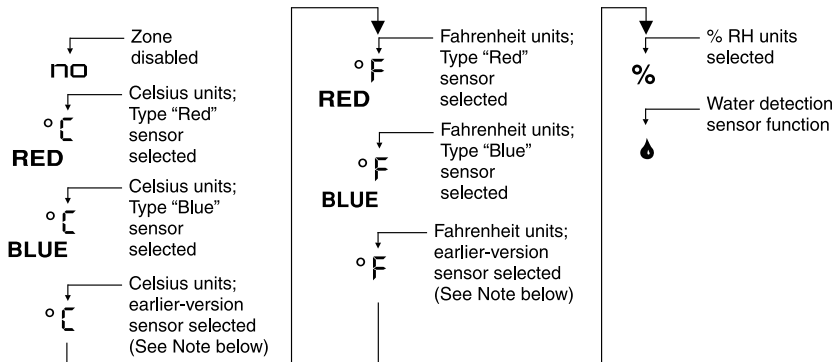 no
Zone
disabled
°C
RED
Celsius units;
Type “Red”
sensor
selected
°C
BLUE
Celsius units;
Type “Blue”
sensor
selected
°C
Celsius units;
earlier-version
sensor selected
(See Note below)
°F
RED
Fahrenheit units;
Type “Red”
sensor
selected
°F
BLUE
Fahrenheit units;
Type “Blue”
sensor
selected
°F
Fahrenheit units;
earlier-version
sensor selected
(See Note below)
%
% RH units
selected
Water detection
sensor function